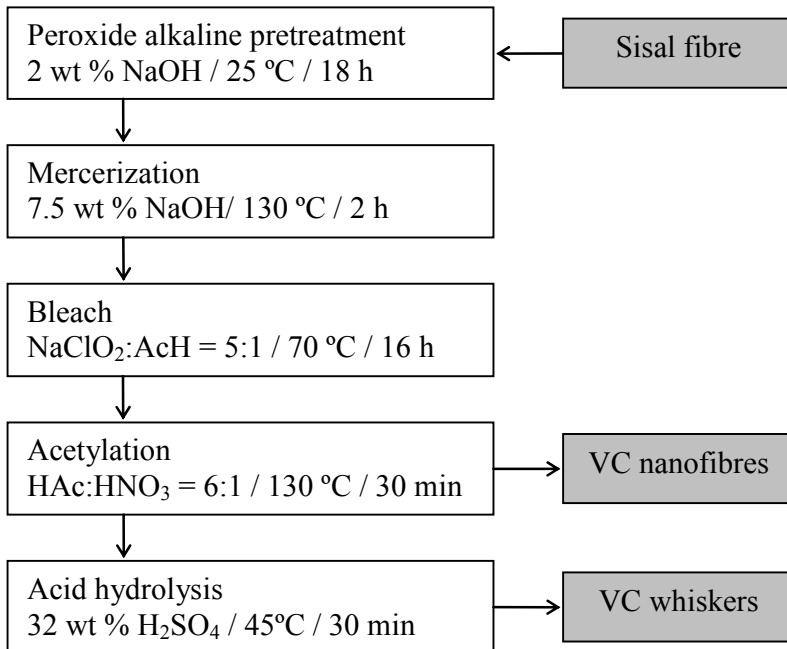 Peroxide alkaline pretreatment
2 wt % NaOH / 25 ºC / 18 h
Sisal fibre
Mercerization
7.5 wt % NaOH/ 130 ºC / 2 h
Bleach
NaClO₂:AcH = 5:1 / 70 ºC / 16 h
Acetylation
HAc:HNO₃ = 6:1 / 130 ºC / 30 min
VC nanofibres
Acid hydrolysis
32 wt % H₂SO₄ / 45ºC / 30 min
VC whiskers